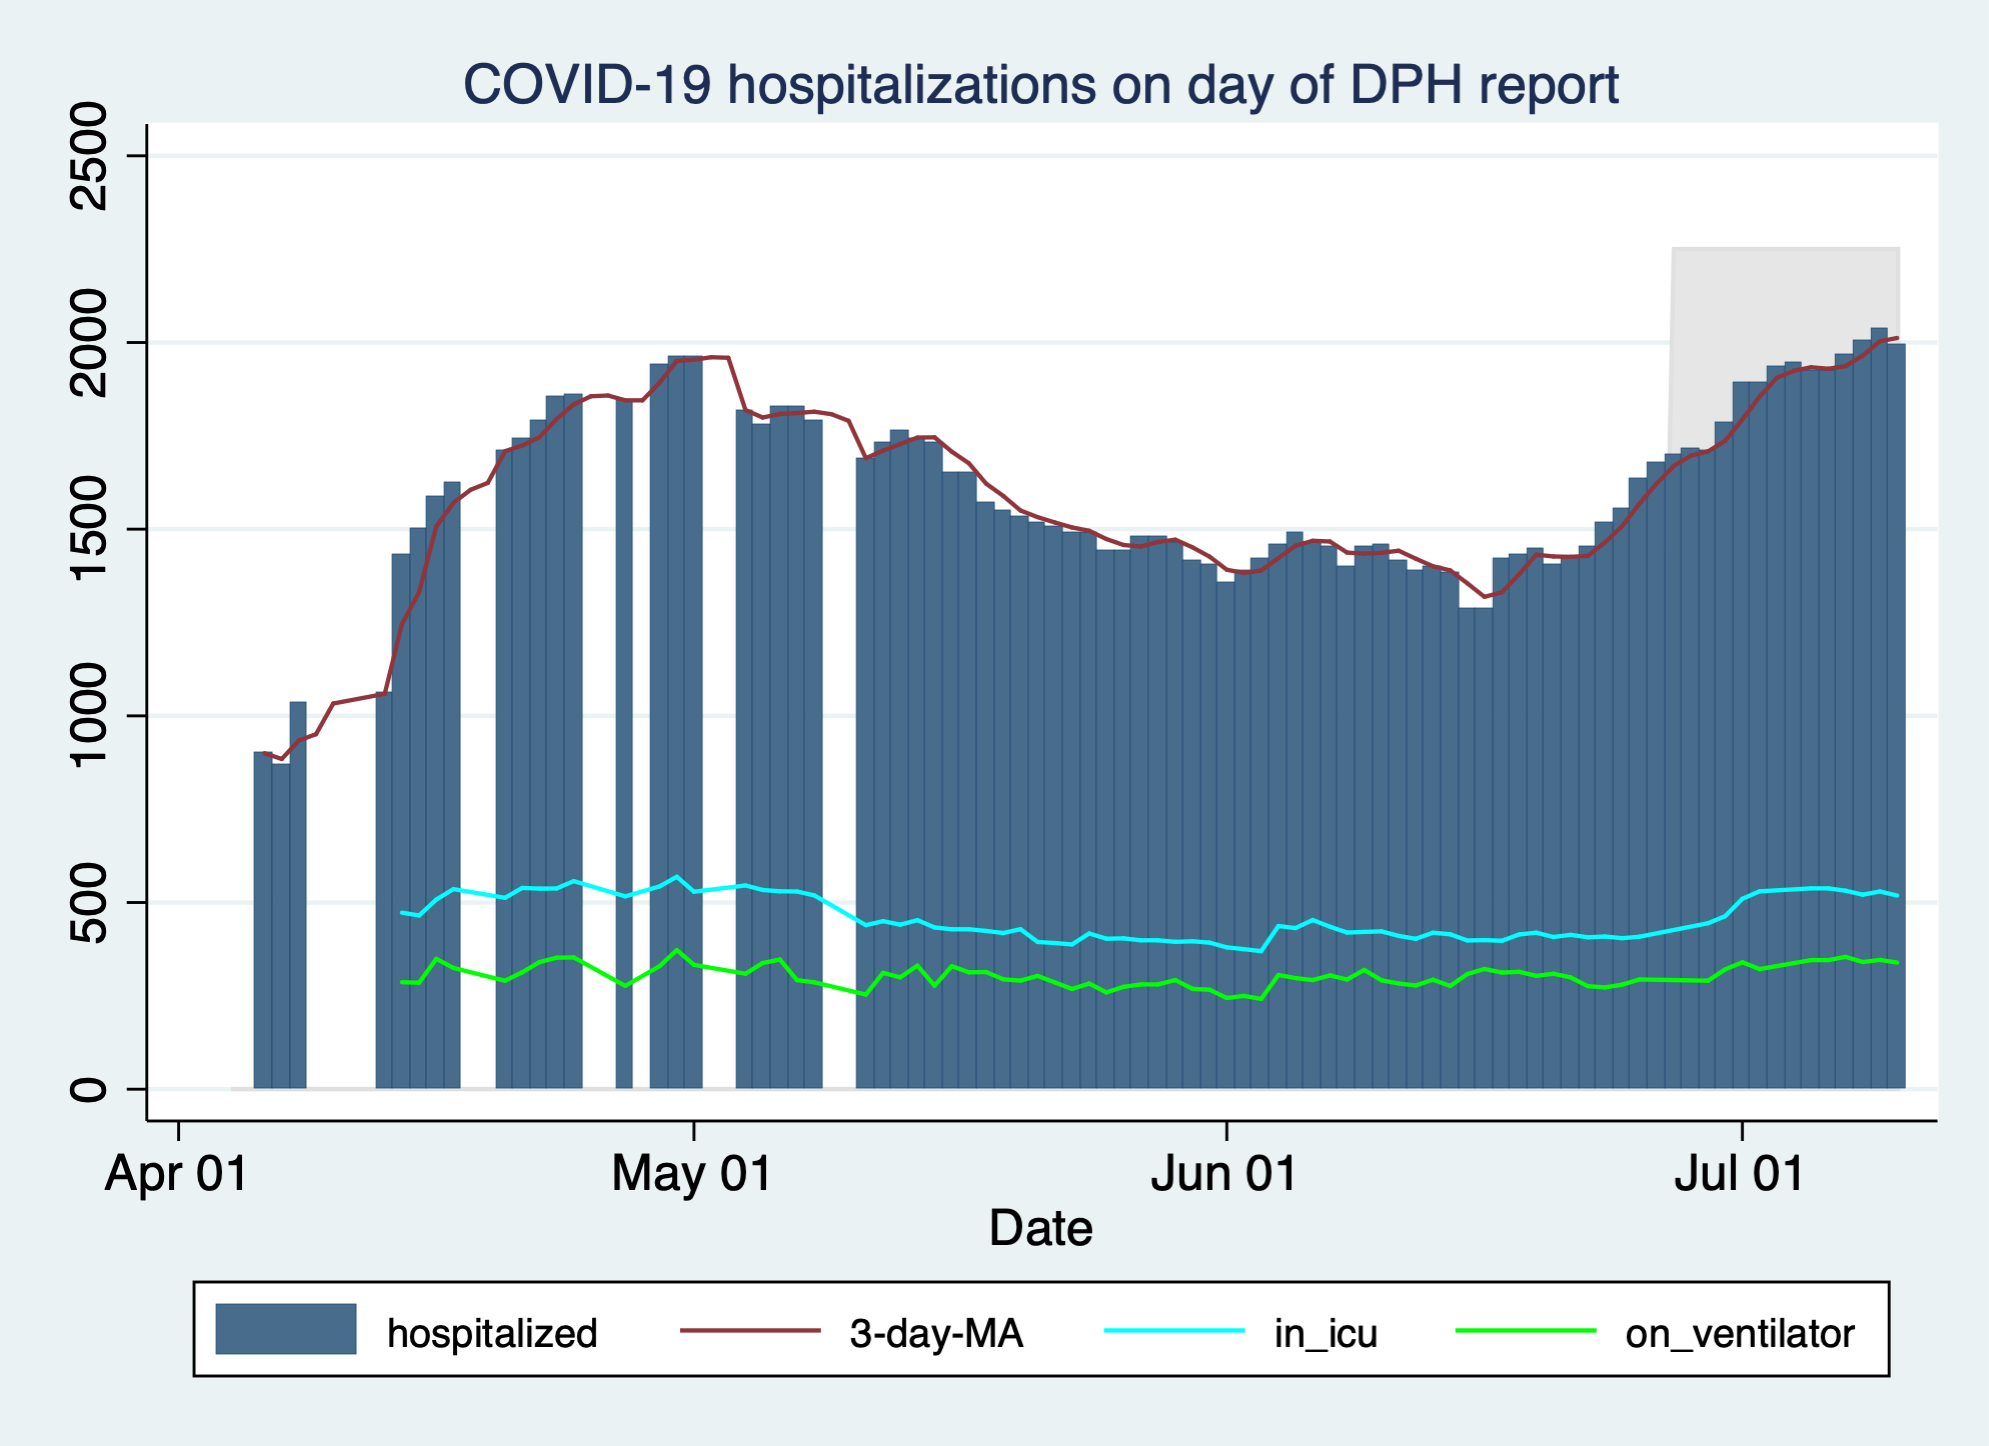 COVID-19 hospitalizations on day of DPH report
2500
2000
1500
1000
500
0
Apr 01 May 01 Jun 01 Jul 01
Date
hospitalized 3-day-MA in_icu on_ventilator